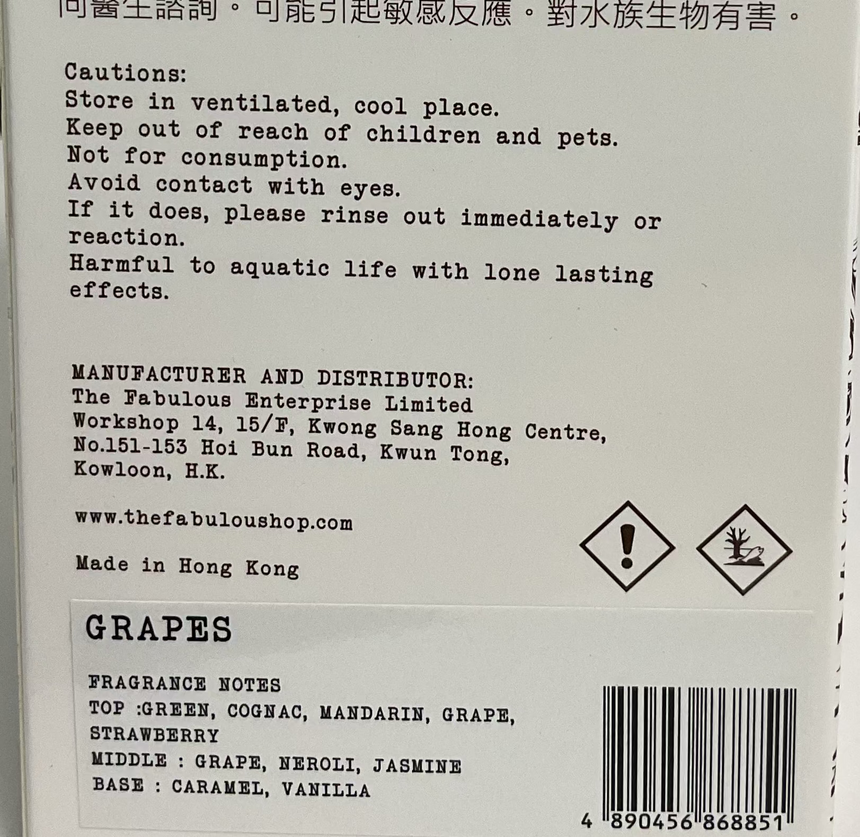 向醫生諮詢。可能引起敏感反應。對水族生物有害。
Cautions:
Store in ventilated, cool place.
Keep out of reach of children and pets.
Not for consumption.
Avoid contact with eyes.
If it does, please rinse out immediately or
reaction.
Harmful to aquatic life with lone lasting
effects.
MANUFACTURER AND DISTRIBUTOR:
The Fabulous Enterprise Limited
Workshop 14, 15/F, Kwong Sang Hong Centre,
No.151-153 Hoi Bun Road, Kwun Tong,
Kowloon, H.K.
www.thefabuloushop.com
Made in Hong Kong
GRAPES
FRAGRANCE NOTES
TOP :GREEN, COGNAC, MANDARIN, GRAPE,
STRAWBERRY
MIDDLE : GRAPE, NEROLI, JASMINE
BASE : CARAMEL, VANILLA
4 890456 868851